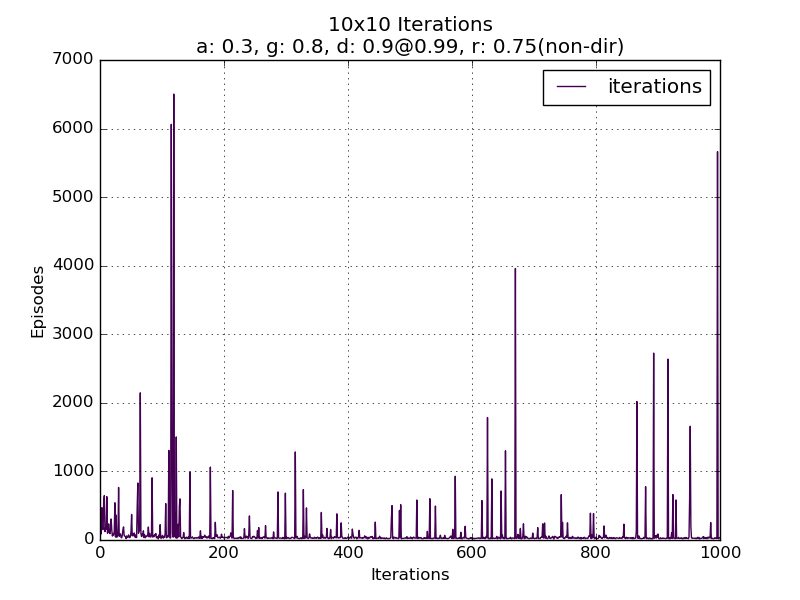 10x10 Iterations
a: 0.3, g: 0.8, d: 0.9@0.99, r: 0.75(non-dir)
7000
iterations
6000
5000
4000
Episodes
3000
2000
1000
0
0 200 400 600 800 1000
Iterations